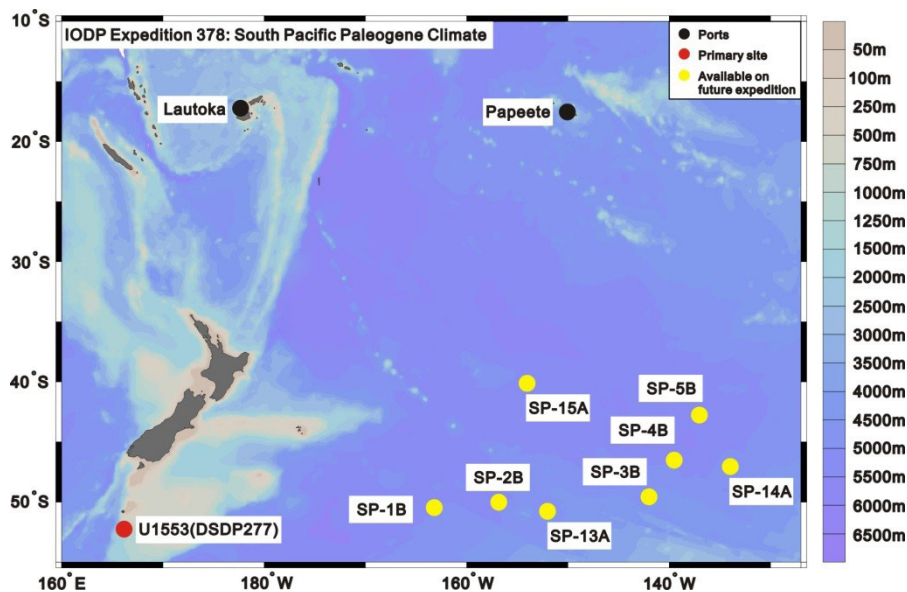 IODP Expedition 378: South Pacific Paleogene Climate
Ports
Primary site
Available on
future expedition
Lautoka
Papeete
SP-15A
SP-5B
SP-4B
SP-3B
SP-14A
SP-2B
SP-1B
SP-13A
U1553(DSDP277)
10°S
20°S
30°S
40°S
50°S
160°E
180°W
160°W
140°W
50m
100m
250m
500m
750m
1000m
1250m
1500m
2000m
2500m
3000m
3500m
4000m
4500m
5000m
5500m
6000m
6500m